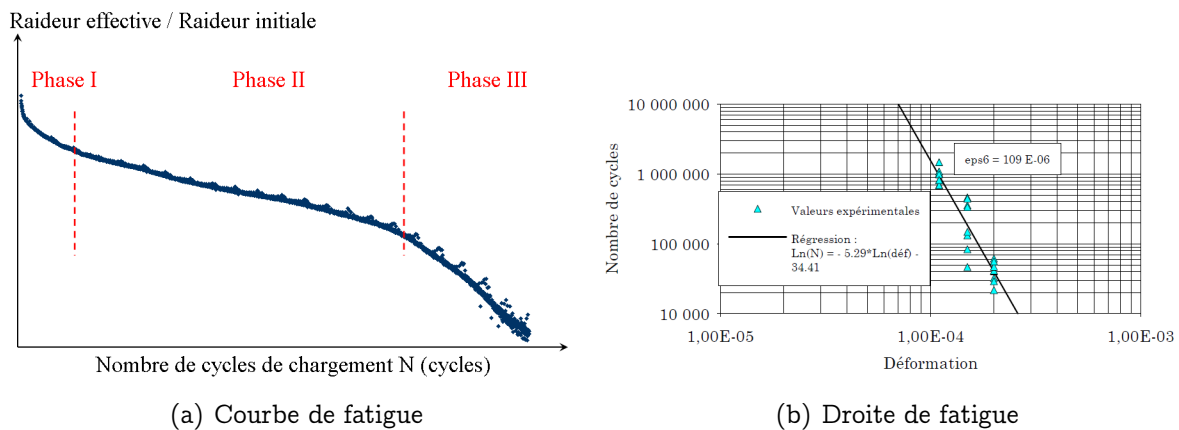 Raideur effective / Raideur initiale
Phase I
Phase II
Phase III
Nombre de cycles de chargement N (cycles)
(a) Courbe de fatigue
10 000 000
1 000 000
100 000
10 000
Nombre de cycles
eps6 = 109 E-06
Valeurs expérimentales
Régression :
Ln(N) = - 5.29*Ln(déf) -
34.41
1,00E-05
1,00E-04
1,00E-03
Déformation
(b) Droite de fatigue